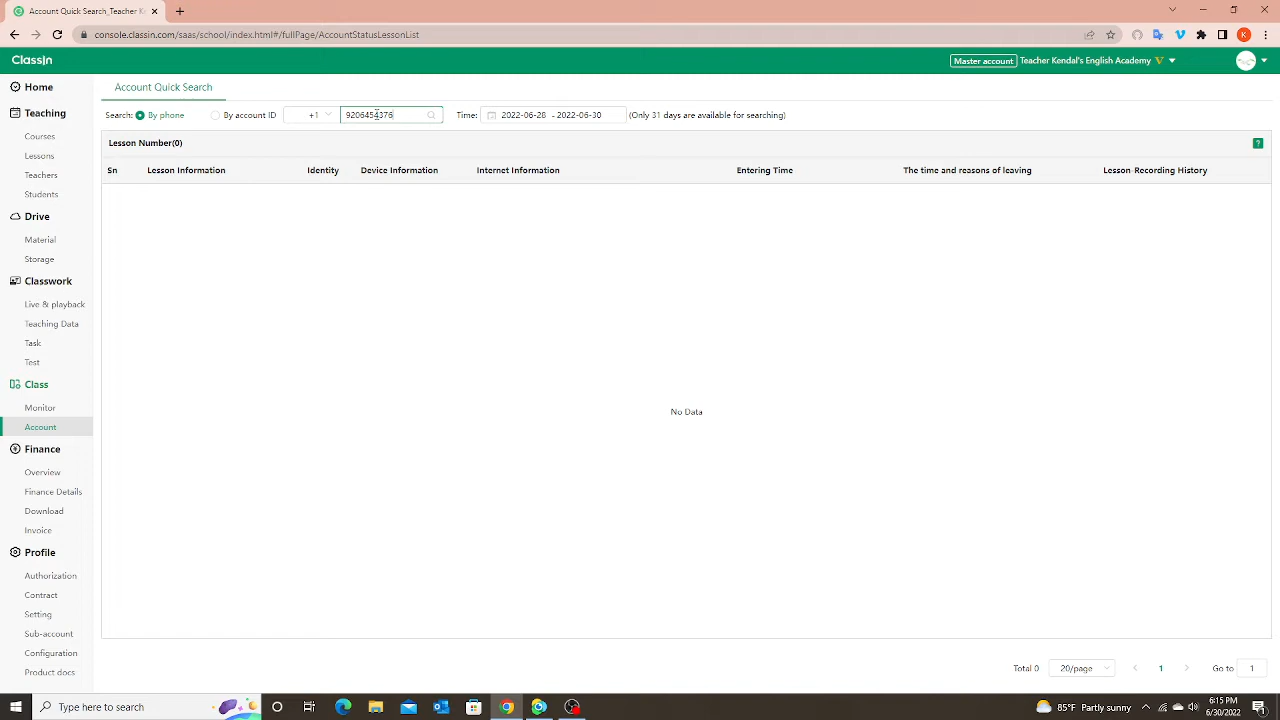 Account Quick Search_Teacher Ke
console.classin.com/saas/school/index.html#/fullPage/AccountStatusLessonList
K
ClassIn
Master account Teacher Kendal's English Academy V
Home
Teaching
Courses
Lessons
Teachers
Students
Drive
Material
Storage
Classwork
Live & playback
Teaching Data
Task
Test
Class
Monitor
Account
Finance
Overview
Finance Details
Download
Invoice
Profile
Authorization
Contract
Setting
Sub-account
Configuration
Product docs
Account Quick Search
Search: By phone By account ID +1 Time: 2022-06-28 - 2022-06-30 (Only 31 days are available for searching)
Lesson Number(0) ?
Sn Lesson Information Identity Device Information Internet Information Entering Time The time and reasons of leaving Lesson-Recording History
No Data
Total 0 20/page 1 Go to 1
Type here to search
85°F Partly sunny
6:15 PM
6/30/2022